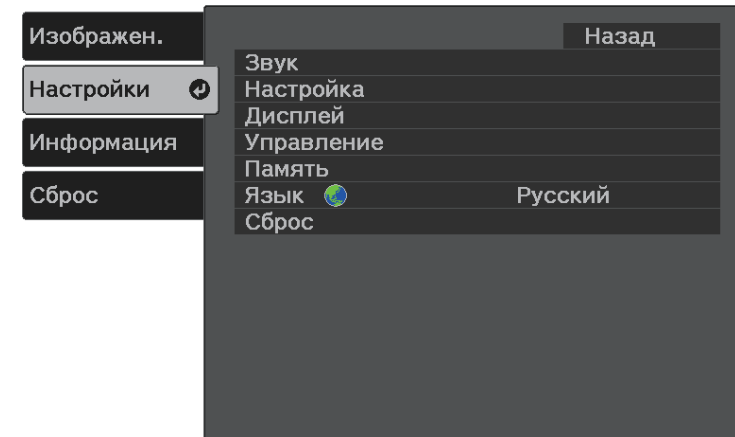 Изображен.
Настройки
Информация
Сброс
Назад
Звук
Настройка
Дисплей
Управление
Память
Язык Русский
Сброс